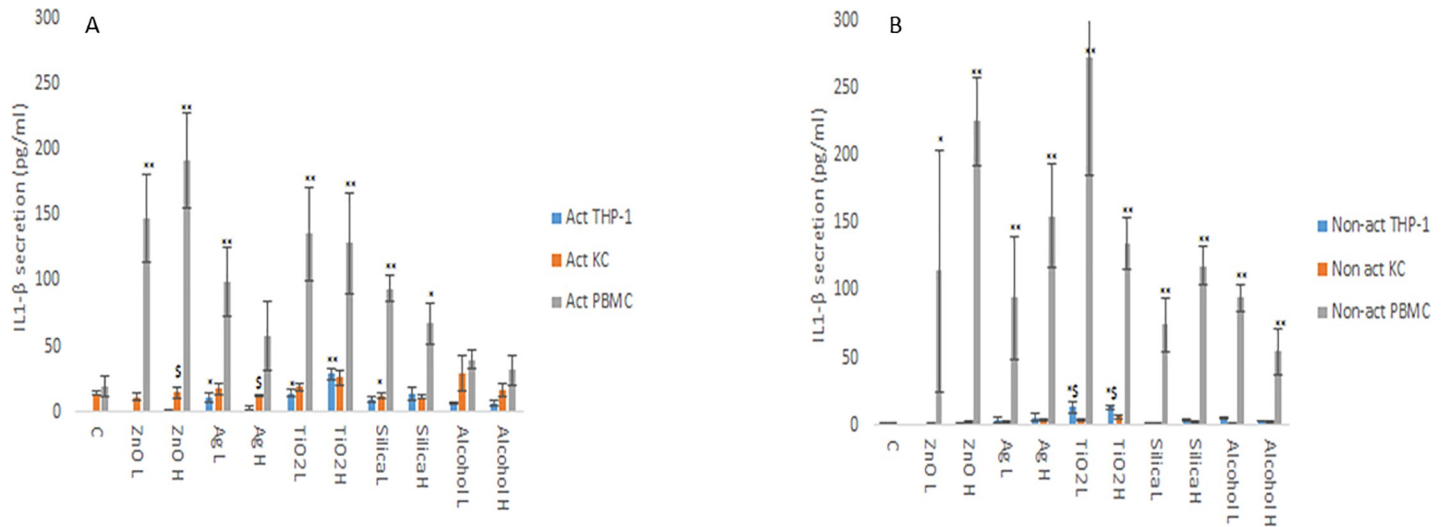 A
IL1-β secretion (pg/ml)
300
250
200
150
100
50
0
**
**
**
**
**
**
*
$
*
$
*
**
*
C
ZnO L
ZnO H
Ag L
Ag H
TiO2 L
TiO2 H
Silica L
Silica H
Alcohol L
Alcohol H
Act THP-1
Act KC
Act PBMC
B
IL1-β secretion (pg/ml)
300
250
200
150
100
50
0
*
**
**
**
**
**
**
**
**
**
*$
*$
C
ZnO L
ZnO H
Ag L
Ag H
TiO2 L
TiO2 H
Silica L
Silica H
Alcohol L
Alcohol H
Non-act THP-1
Non act KC
Non-act PBMC